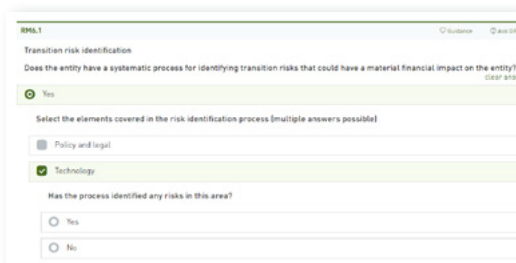 RM6.1
Guidance
Transition risk identification
Does the entity have a systematic process for identifying transition risks that could have a material financial impact on the entity?
clear
Yes
Select the elements covered in the risk identification process (multiple answers possible)
Policy and legal
Technology
Has the process identified any risks in this area?
Yes
No